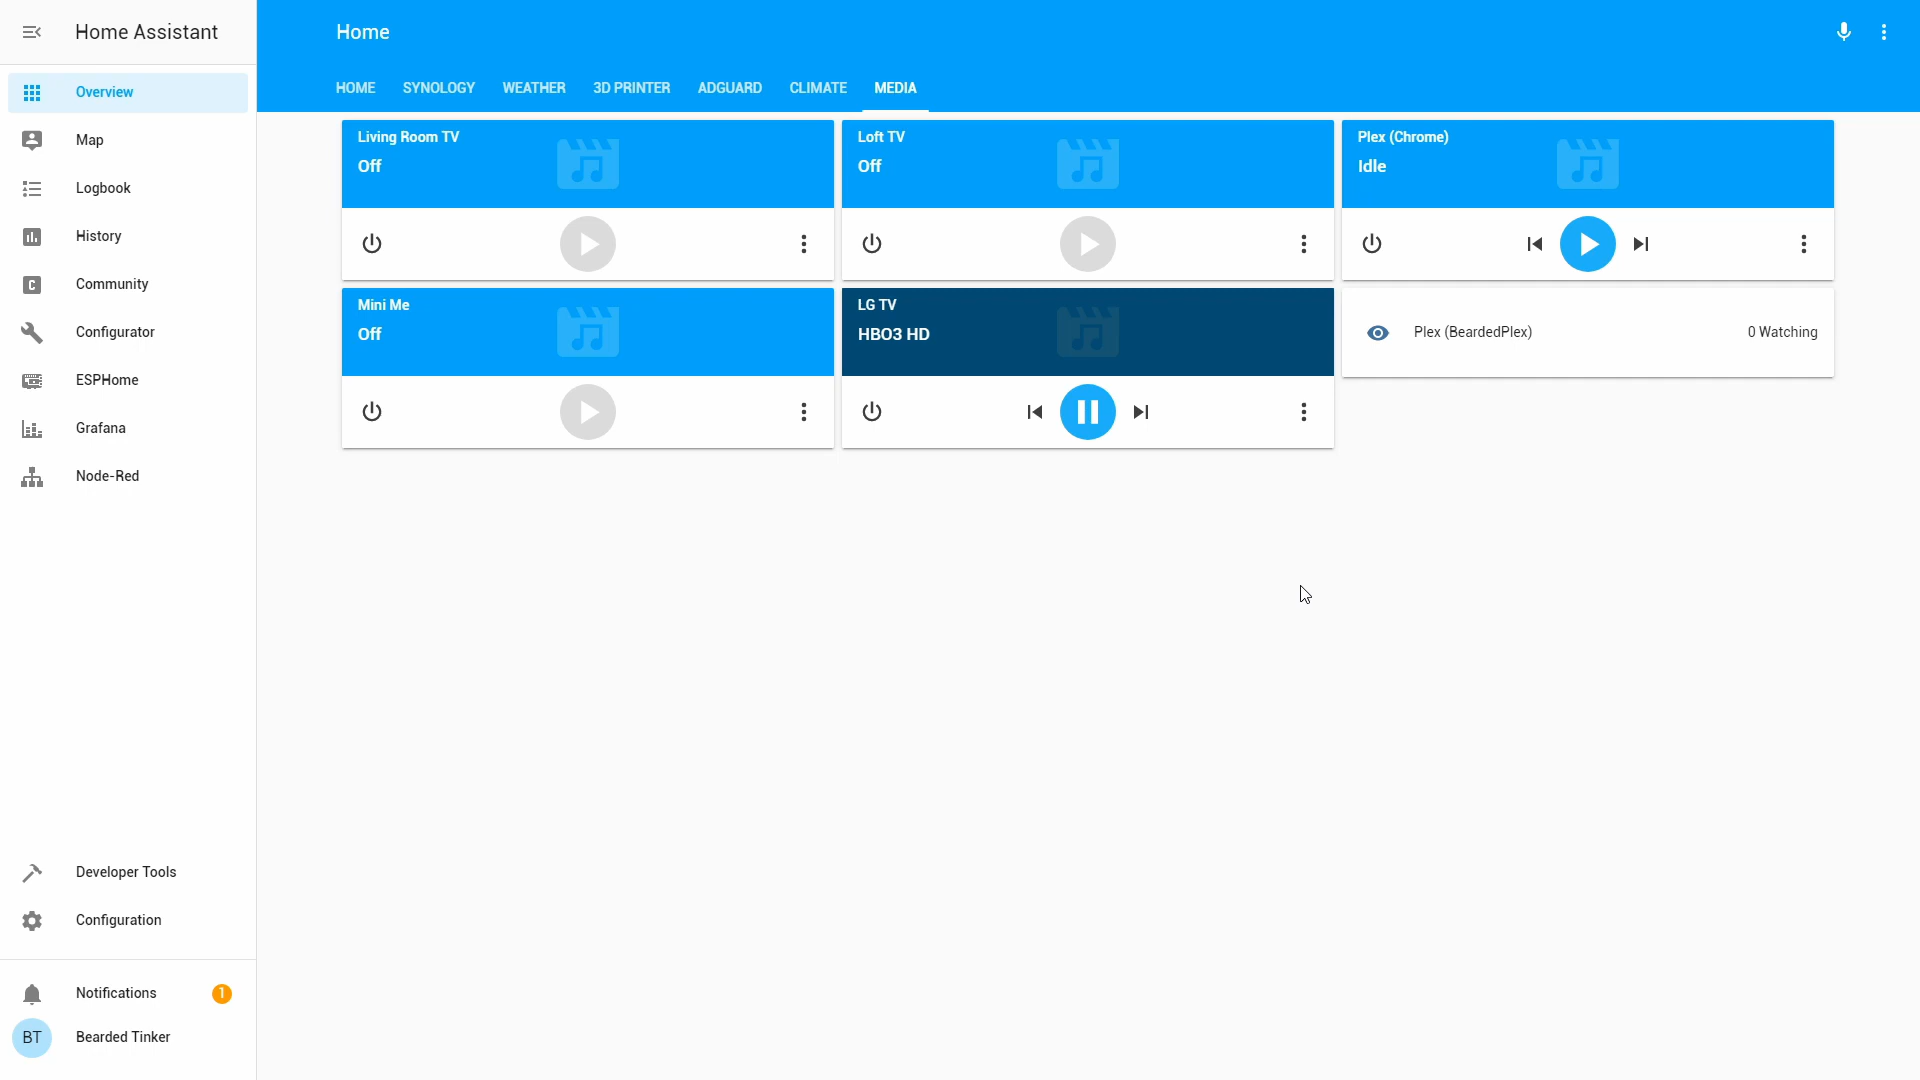 Home Assistant
Overview
Map
Logbook
History
C
Community
Configurator
ESPHome
Grafana
Node-Red
Developer Tools
Configuration
Notifications
1
BT
Bearded Tinker
Home
HOME SYNOLOGY WEATHER 3D PRINTER ADGUARD CLIMATE MEDIA
Living Room TV
Off
Loft TV
Off
Plex (Chrome)
Idle
Mini Me
Off
LG TV
HBO3 HD
Plex (BeardedPlex) 0 Watching